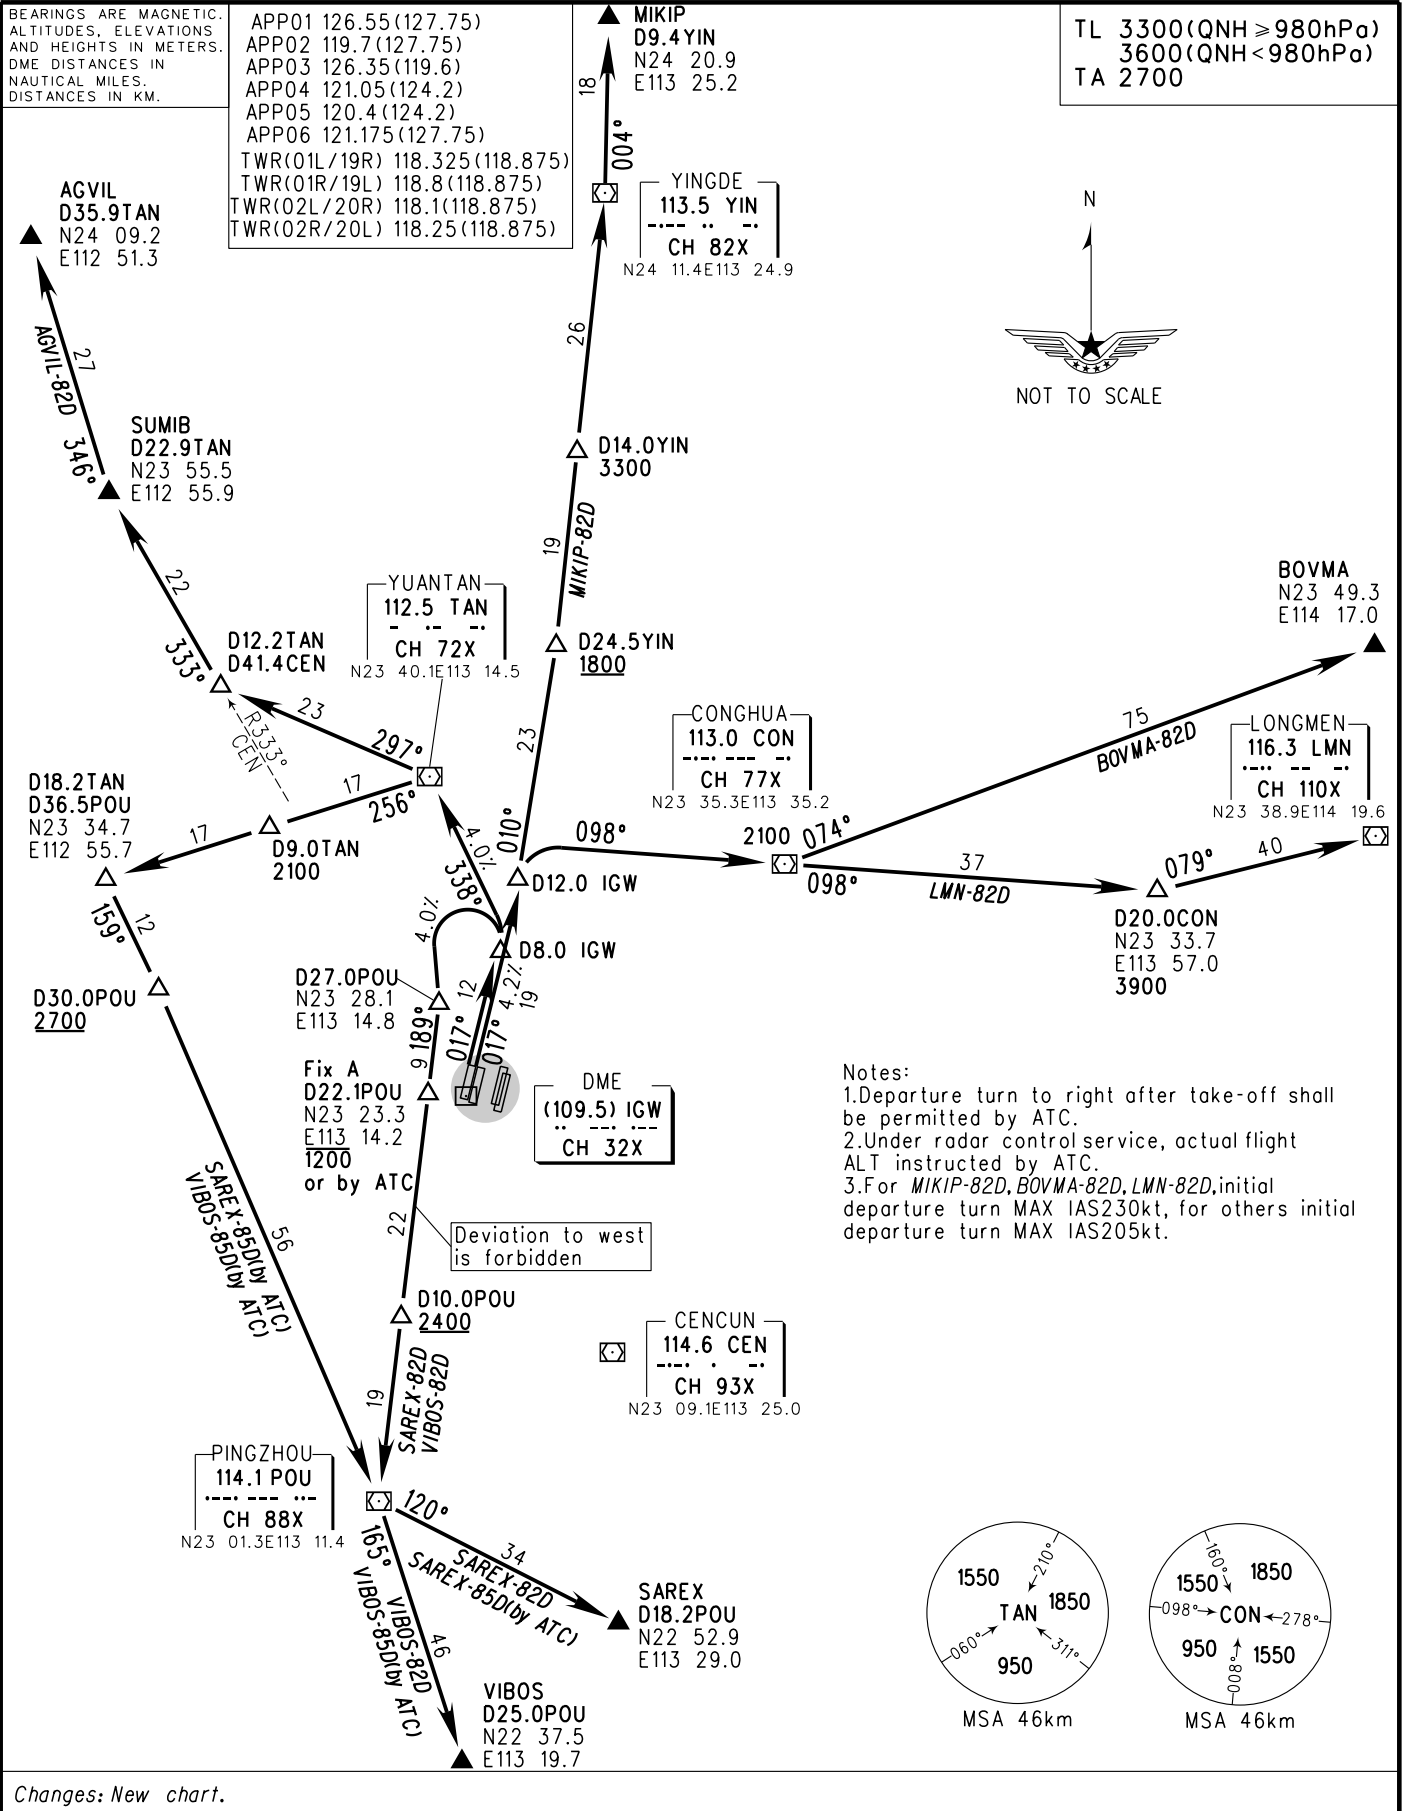 BEARINGS ARE MAGNETIC.
ALTITUDES, ELEVATIONS
AND HEIGHTS IN METERS.
DME DISTANCES IN
NAUTICAL MILES.
DISTANCES IN KM.
APP01 126.55(127.75)
APP02 119.7(127.75)
APP03 126.35(119.6)
APP04 121.05(124.2)
APP05 120.4(124.2)
APP06 121.175(127.75)
TWR(01L/19R) 118.325(118.875)
TWR(01R/19L) 118.8(118.875)
TWR(02L/20R) 118.1(118.875)
TWR(02R/20L) 118.25(118.875)
MIKIP
D9.4YIN
N24 20.9
E113 25.2
TL 3300(QNH≥980hPa)
3600(QNH<980hPa)
TA 2700
18
004°
AGVIL
D35.9TAN
N24 09.2
E112 51.3
YINGDE
113.5 YIN
-·-- ·· -·
CH 82X
N24 11.4E113 24.9
N
NOT TO SCALE
26
27
AGVIL-82D
346°
SUMIB
D22.9TAN
N23 55.5
E112 55.9
D14.0YIN
3300
19
MIKIP-82D
22
333°
YUANTAN
112.5 TAN
- ·- -·
CH 72X
N23 40.1E113 14.5
D12.2TAN
D41.4CEN
D24.5YIN
1800
BOVMA
N23 49.3
E114 17.0
23
297°
R333°
CEN
23
CONGHUA
113.0 CON
-·-· --- -·
CH 77X
N23 35.3E113 35.2
75
BOVMA-82D
LONGMEN
116.3 LMN
·-·· -- -·
CH 110X
N23 38.9E114 19.6
D18.2TAN
D36.5POU
N23 34.7
E112 55.7
17
256°
17
D9.0TAN
2100
4.0%
338°
010°
098°
2100
074°
098°
37
LMN-82D
079°
40
D12.0 IGW
159°
12
4.0%
D8.0 IGW
D20.0CON
N23 33.7
E113 57.0
3900
D30.0POU
2700
D27.0POU
N23 28.1
E113 14.8
12
4.2%
19
017°
017°
189°
9
Fix A
D22.1POU
N23 23.3
E113 14.2
1200
or by ATC
DME
(109.5) IGW
·· --· ·--
CH 32X
Notes:
1.Departure turn to right after take-off shall
be permitted by ATC.
2.Under radar control service, actual flight
ALT instructed by ATC.
3.For MIKIP-82D,BOVMA-82D,LMN-82D,initial
departure turn MAX IAS230kt, for others initial
departure turn MAX IAS205kt.
56
SAREX-85D(by ATC)
VIBOS-85D(by ATC)
22
Deviation to west
is forbidden
D10.0POU
2400
CENCUN
114.6 CEN
-·-· · -·
CH 93X
N23 09.1E113 25.0
19
SAREX-82D
VIBOS-82D
PINGZHOU
114.1 POU
·--· --- ··-
CH 88X
N23 01.3E113 11.4
120°
34
SAREX-82D
SAREX-85D(by ATC)
165°
VIBOS-82D
VIBOS-85D(by ATC)
46
SAREX
D18.2POU
N22 52.9
E113 29.0
VIBOS
D25.0POU
N22 37.5
E113 19.7
1550
210°
TAN
1850
060°
311°
950
MSA 46km
160°
1550
1850
098°
CON
278°
950
008°
1550
MSA 46km
Changes: New chart.